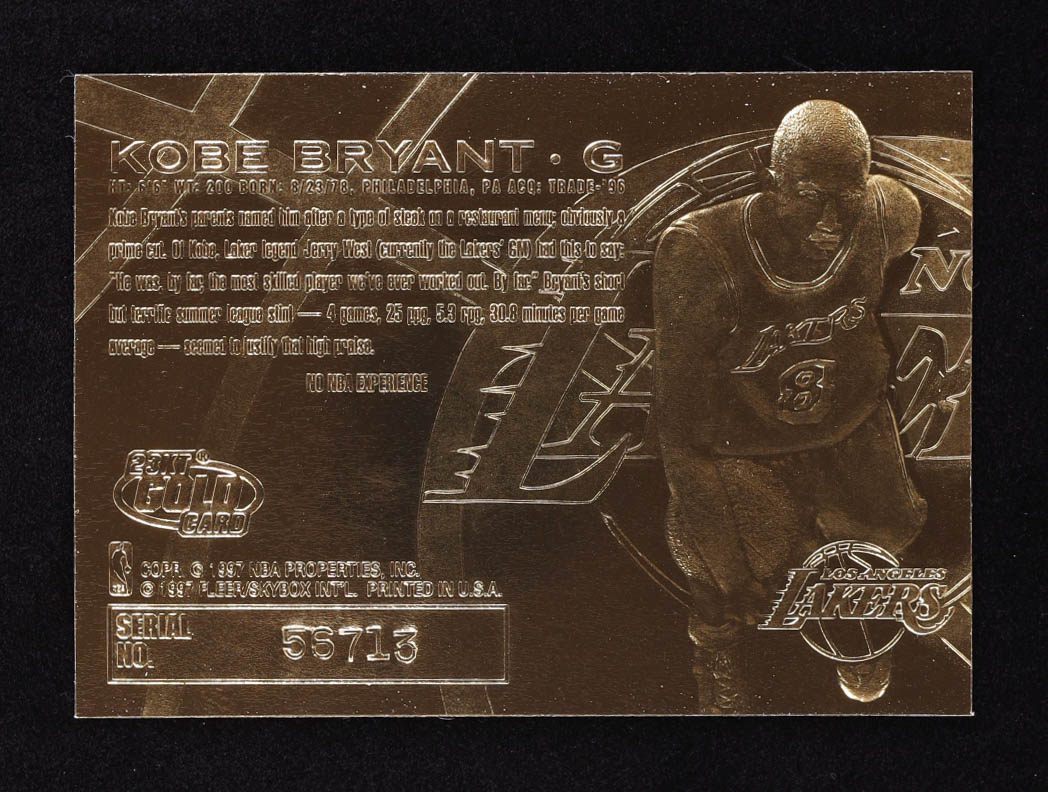 KOBE BRYANT · G
HT: 6'6" WT: 200 BORN: 8/23/78, PHILADELPHIA, PA ACQ: TRADE-'96
Kobe Bryant's parents named him after a type of steak on a restaurant menu; obviously a
prime cut. Of Kobe, Laker legend Jerry West (currently the Lakers' GM) had this to say:
"He was, by far, the most skilled player we've ever worked out. By far." Bryant's short
but terrific summer league stint — 4 games, 25 ppg, 5.3 rpg, 30.8 minutes per game
average — seemed to justify that high praise.
NO NBA EXPERIENCE
LAKERS
8
23KT®
GOLD
CARD
COPR. © 1997 NBA PROPERTIES, INC.
© 1997 FLEER/SKYBOX INT'L. PRINTED IN U.S.A.
SERIAL
NO.
56713
LOS ANGELES
LAKERS